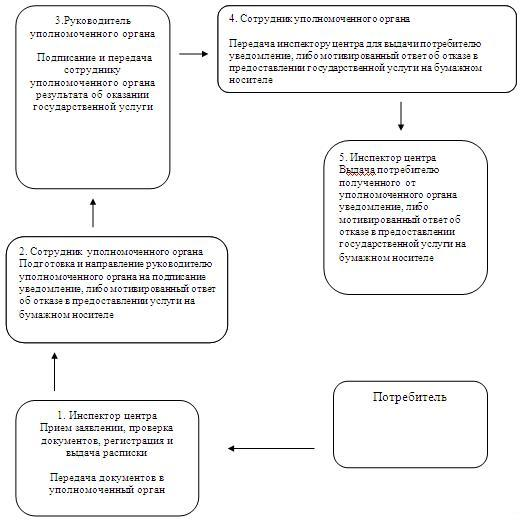 3.Руководитель
уполномоченного органа
Подписание и передача
сотруднику
уполномоченного органа
результата об оказании
государственной услуги
4. Сотрудник уполномоченного органа
Передача инспектору центра для выдачи потребителю
уведомление, либо мотивированный ответ об отказе в
предоставлении государственной услуги на бумажном
носителе
5. Инспектор центра
Выдача потребителю
полученного от
уполномоченного органа
уведомление, либо
мотивированный ответ об
отказе в предоставлении
государственной услуги на
бумажном носителе
2. Сотрудник уполномоченного органа
Подготовка и направление руководителю
уполномоченного органа на подписание
уведомление, либо мотивированный ответ
об отказе в предоставлении услуги на
бумажном носителе
1. Инспектор центра
Прием заявлении, проверка
документов, регистрация и
выдача расписки
Передача документов в
уполномоченный орган
Потребитель